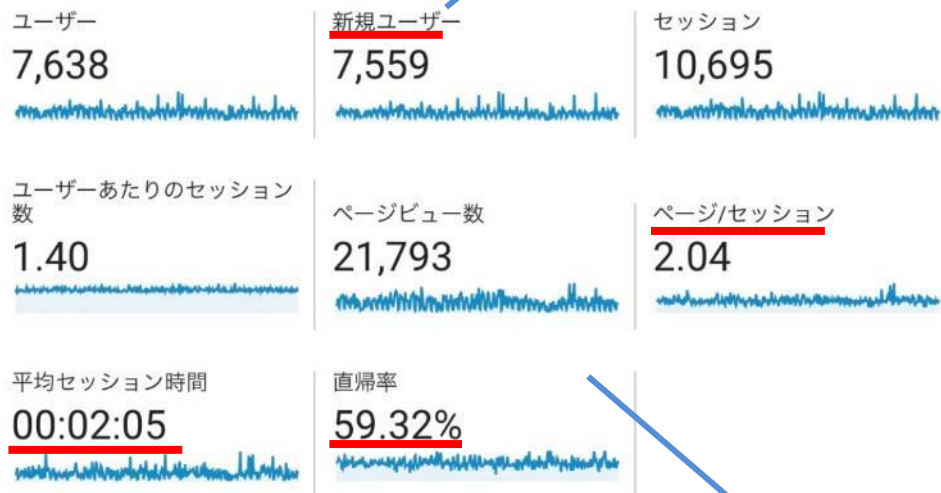 ユーザー
7,638
新規ユーザー
7,559
セッション
10,695
ユーザーあたりのセッション
数
1.40
ページビュー数
21,793
ページ/セッション
2.04
平均セッション時間
00:02:05
直帰率
59.32%